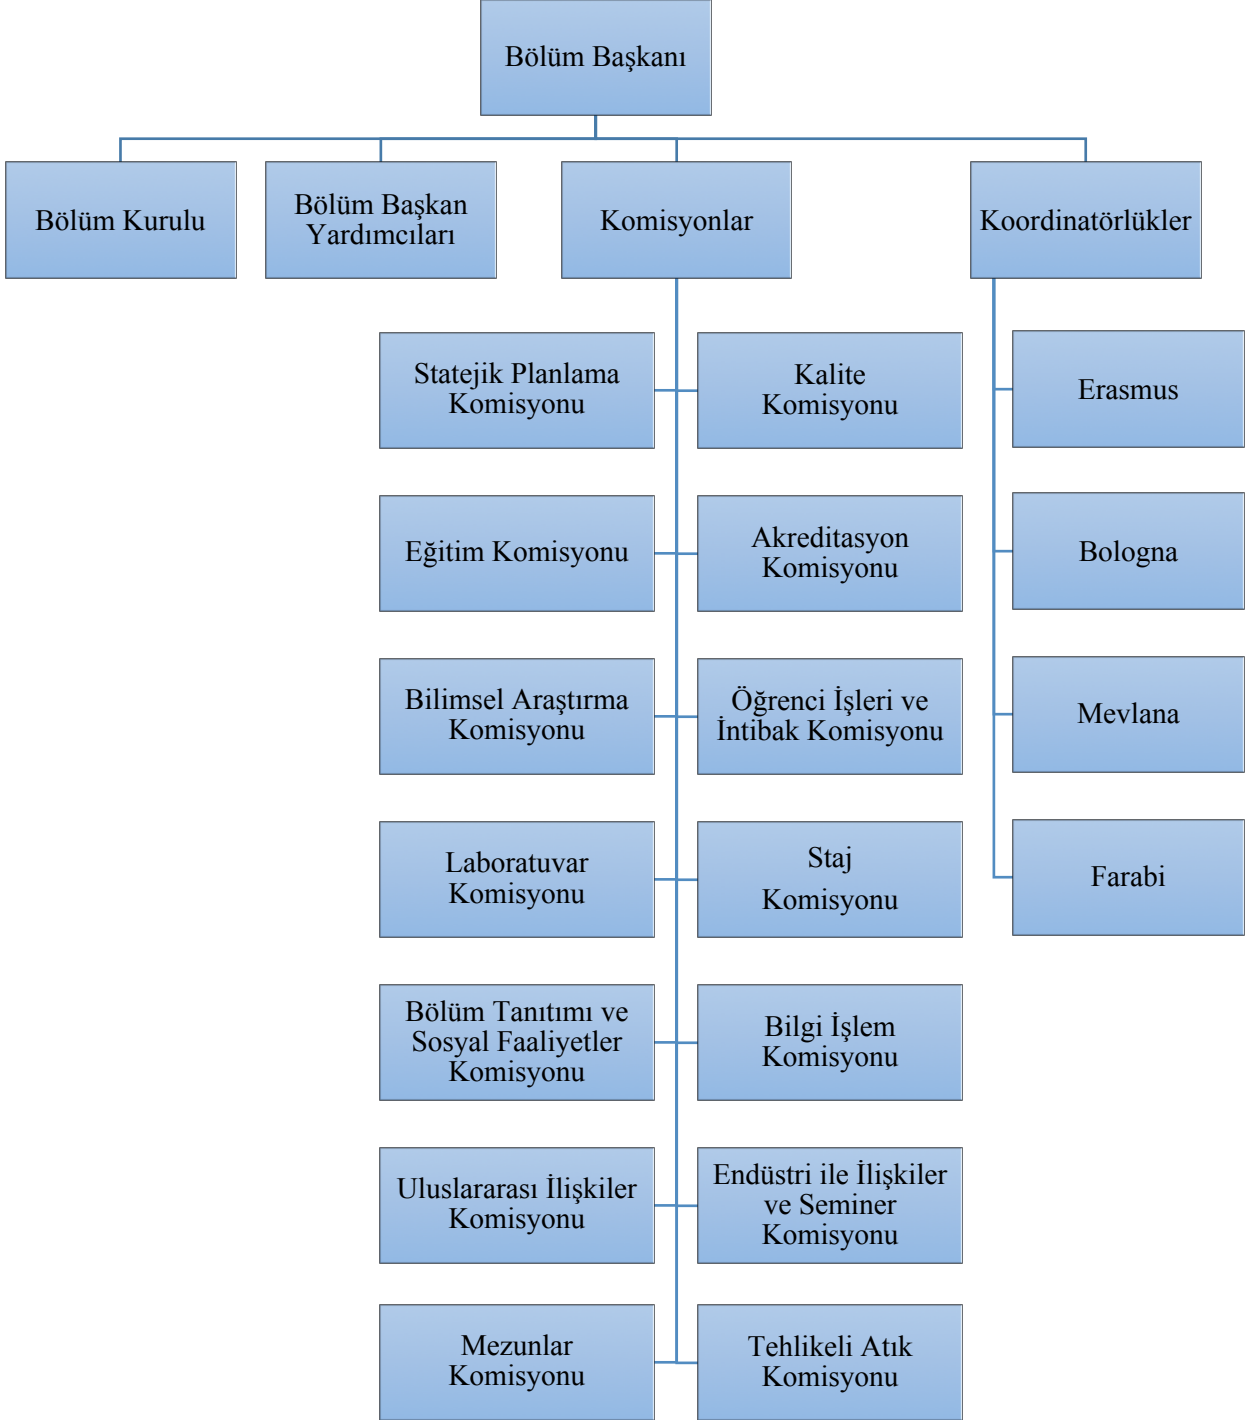 Bölüm Başkanı
Bölüm Kurulu
Bölüm Başkan
Yardımcıları
Komisyonlar
Koordinatörlükler
Statejik Planlama
Komisyonu
Kalite
Komisyonu
Erasmus
Eğitim Komisyonu
Akreditasyon
Komisyonu
Bologna
Bilimsel Araştırma
Komisyonu
Öğrenci İşleri ve
İntibak Komisyonu
Mevlana
Laboratuvar
Komisyonu
Staj
Komisyonu
Farabi
Bölüm Tanıtımı ve
Sosyal Faaliyetler
Komisyonu
Bilgi İşlem
Komisyonu
Uluslararası İlişkiler
Komisyonu
Endüstri ile İlişkiler
ve Seminer
Komisyonu
Mezunlar
Komisyonu
Tehlikeli Atık
Komisyonu